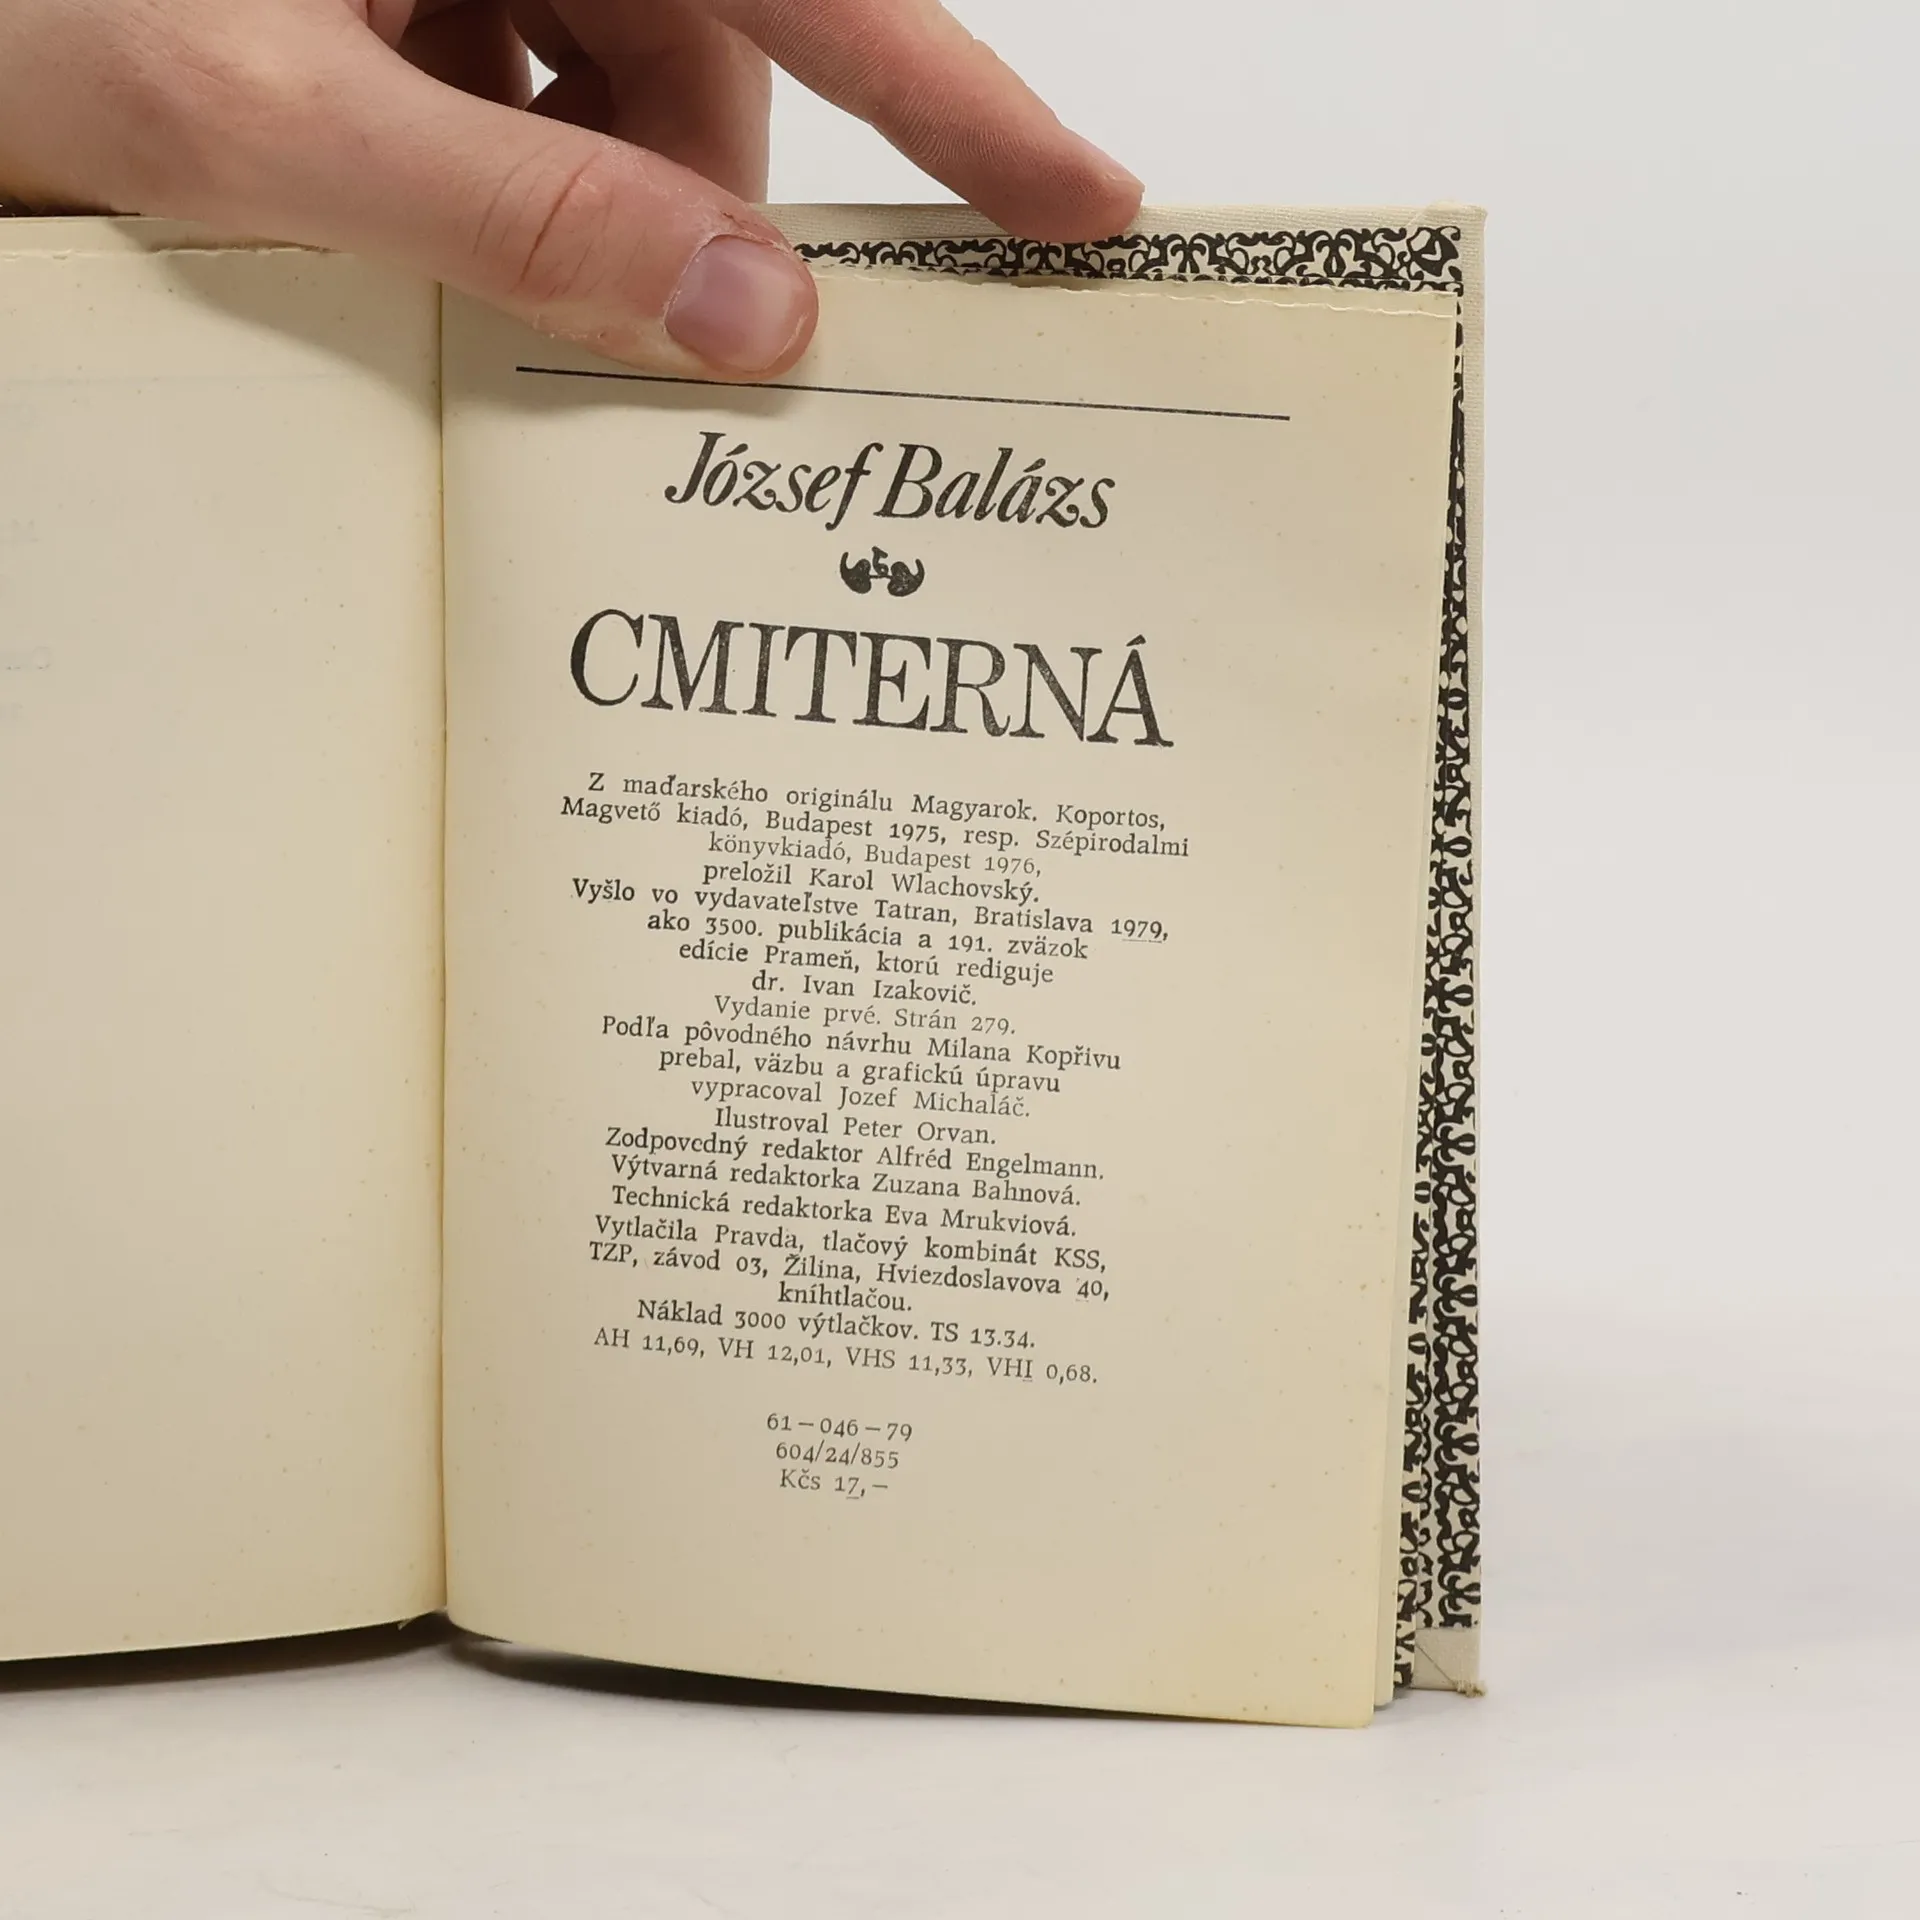 József Balázs
CMITERNÁ
Z maďarského originálu Magyarok. Koportos,
Magvető kiadó, Budapest 1975, resp. Szépirodalmi
könyvkiadó, Budapest 1976,
preložil Karol Wlachovský.
Vyšlo vo vydavateľstve Tatran, Bratislava 1979,
ako 3500. publikácia a 191. zväzok
edície Prameň, ktorú rediguje
dr. Ivan Izakovič.
Vydanie prvé. Strán 279.
Podľa pôvodného návrhu Milana Kopřivu
prebal, väzbu a grafickú úpravu
vypracoval Jozef Michaláč.
Ilustroval Peter Orvan.
Zodpovedný redaktor Alfréd Engelmann.
Výtvarná redaktorka Zuzana Bahnová.
Technická redaktorka Eva Mrukviová.
Vytlačila Pravda, tlačový kombinát KSS,
TZP, závod 03, Žilina, Hviezdoslavova 40,
kníhtlačou.
Náklad 3000 výtlačkov. TS 13.34.
AH 11,69, VH 12,01, VHS 11,33, VHI 0,68.
61 — 046 — 79
604/24/855
Kčs 17, —